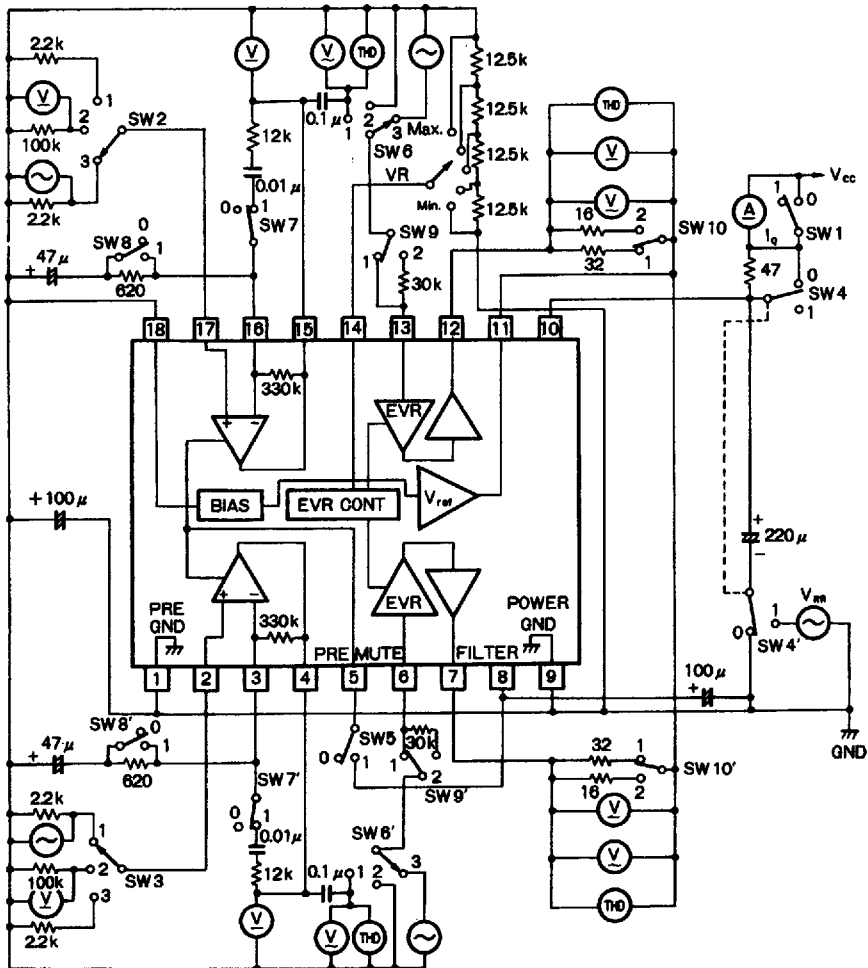 2.2k
V
100k
2.2k
1
2
3
SW2
V
12k
0.01μ
0
1
SW7
V
THD
0.1μ
1
2
3
SW6
Max.
VR
Min.
12.5k
12.5k
12.5k
12.5k
THD
V
V
16
2
32
1
SW10
A
I_Q
Vcc
1
0
SW1
47
0
SW4
1
47μ
+
SW8
0
1
620
SW9
1
2
30k
18
17
16
15
14
13
12
11
10
330k
+
-
EVR
BIAS
EVR CONT
Vref
+100μ
+
-
EVR
PRE GND
330k
PRE MUTE
FILTER
POWER GND
+
220μ
-
V_RR
0
1
SW4'
100μ
+
GND
1
2
3
4
5
6
7
8
9
47μ
+
SW8'
0
1
620
SW7'
0
1
0.01μ
12k
SW5
0
1
30k
1
2
SW9'
32
1
16
2
SW10'
V
V
THD
2.2k
100k
V
2.2k
1
2
3
SW3
V
0.1μ
1
2
3
SW6'
V
THD